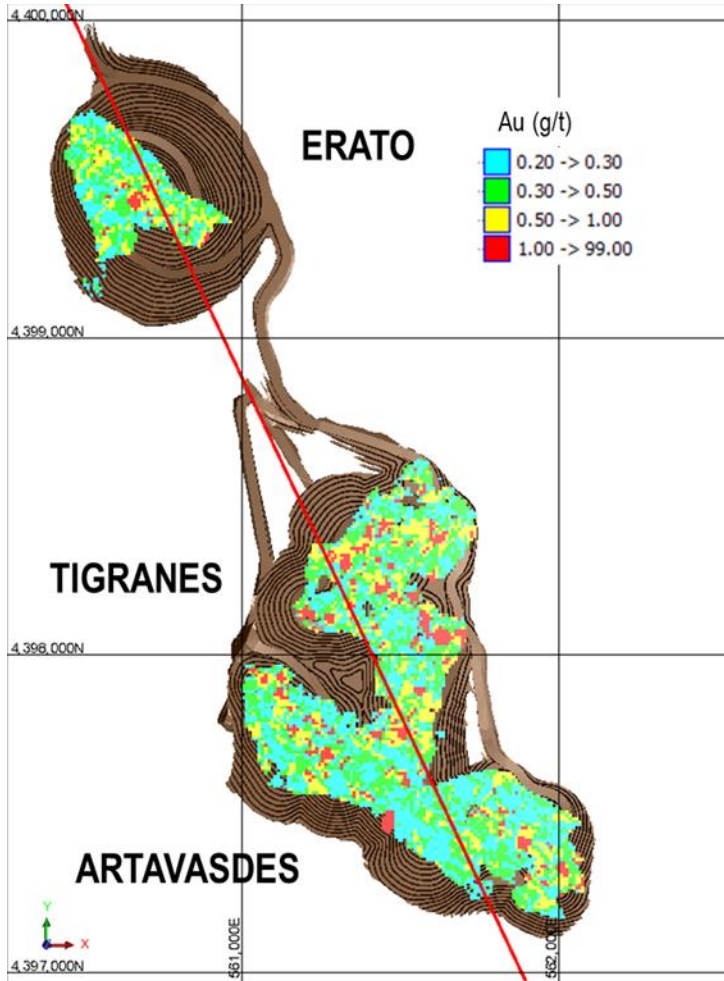 4,400,000N
ERATO
Au (g/t)
0.20 -> 0.30
0.30 -> 0.50
0.50 -> 1.00
1.00 -> 99.00
4,399,000N
TIGRANES
4,398,000N
ARTAVASDES
Y
X
561,000E
562,000E
4,397,000N